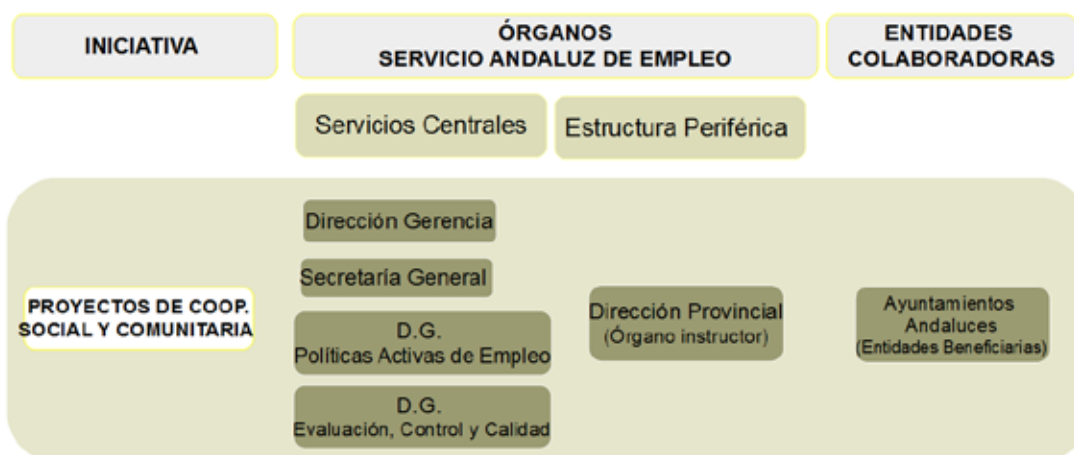 INICIATIVA
ÓRGANOS
SERVICIO ANDALUZ DE EMPLEO
ENTIDADES
COLABORADORAS
Servicios Centrales
Estructura Periférica
PROYECTOS DE COOP.
SOCIAL Y COMUNITARIA
Dirección Gerencia
Secretaría General
D.G.
Políticas Activas de Empleo
D.G.
Evaluación, Control y Calidad
Dirección Provincial
(Órgano instructor)
Ayuntamientos
Andaluces
(Entidades Beneficiarias)